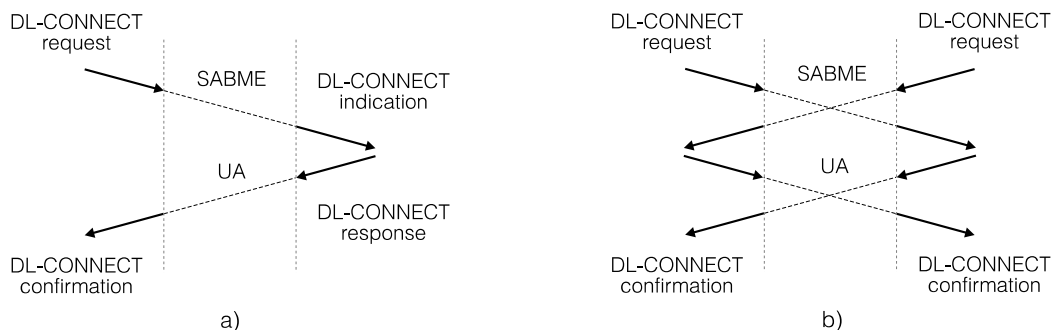 DL-CONNECT
request
SABME
DL-CONNECT
indication
UA
DL-CONNECT
response
DL-CONNECT
confirmation
a)
DL-CONNECT
request
DL-CONNECT
request
SABME
UA
DL-CONNECT
confirmation
DL-CONNECT
confirmation
b)